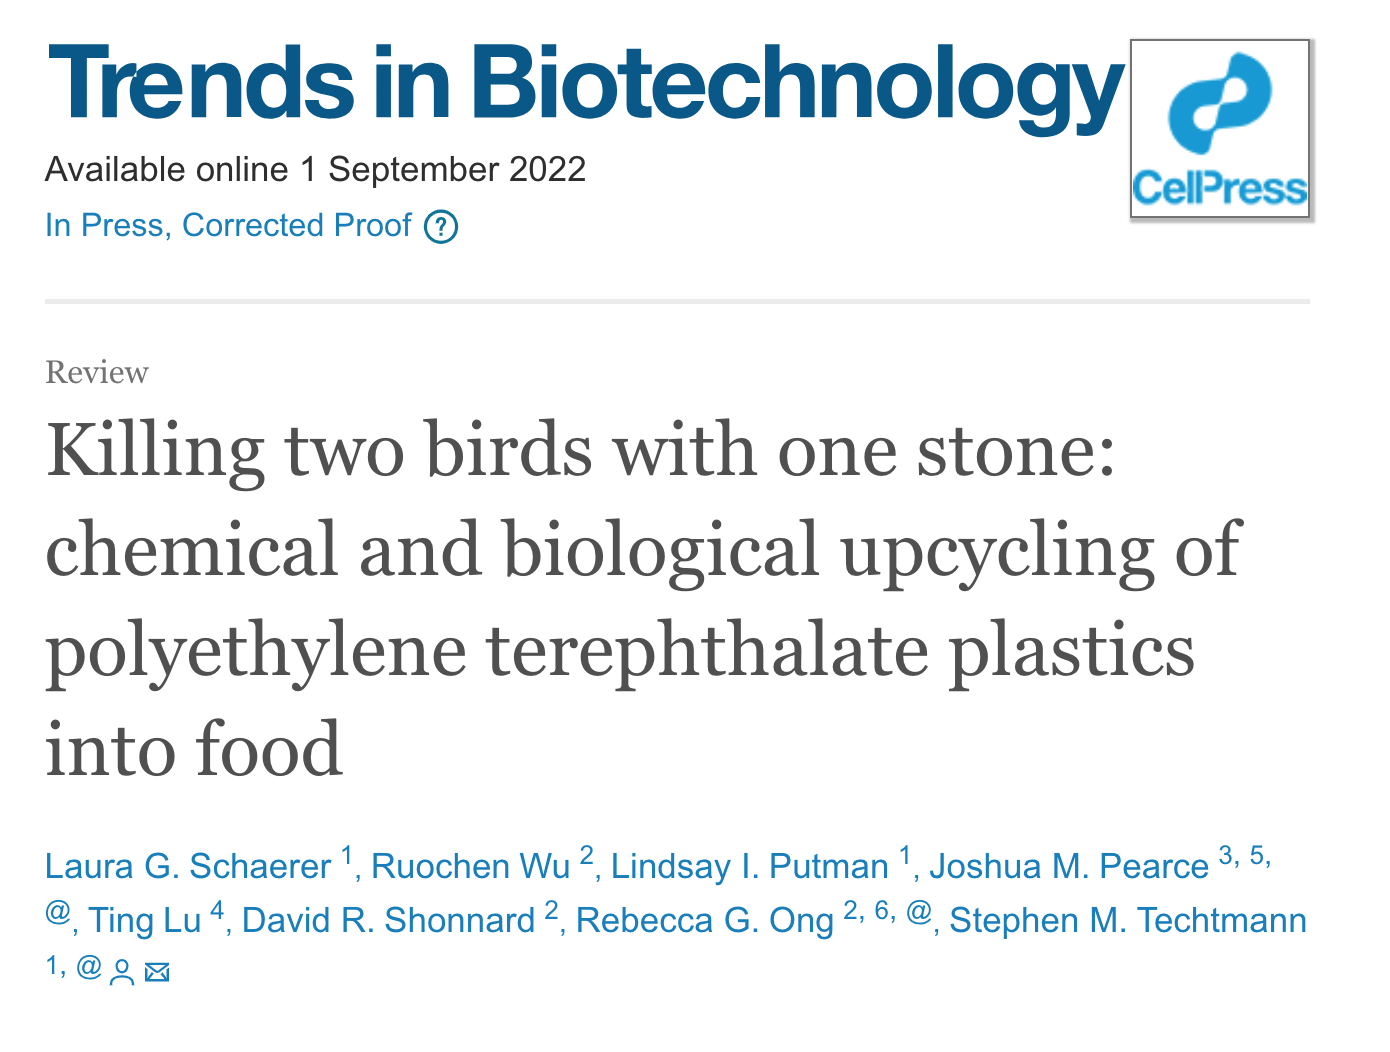 Trends in Biotechnology
CellPress
Available online 1 September 2022
In Press, Corrected Proof ?
Review
Killing two birds with one stone:
chemical and biological upcycling of
polyethylene terephthalate plastics
into food
Laura G. Schaerer 1, Ruochen Wu 2, Lindsay I. Putman 1, Joshua M. Pearce 3, 5,
@, Ting Lu 4, David R. Shonnard 2, Rebecca G. Ong 2, 6, @, Stephen M. Techtmann
1, @